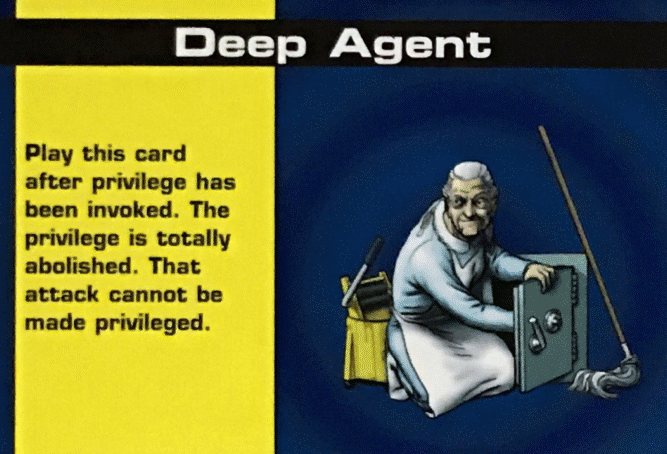 Deep Agent
Play this card
after privilege has
been invoked. The
privilege is totally
abolished. That
attack cannot be
made privileged.